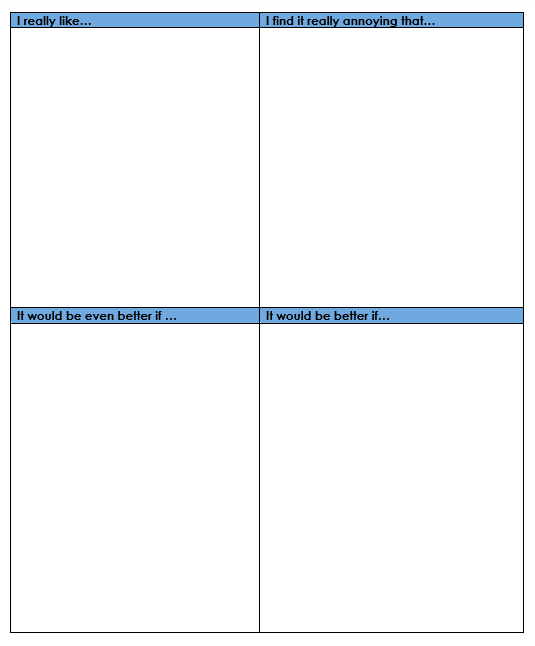 I really like…
I find it really annoying that…
It would be even better if …
It would be better if…